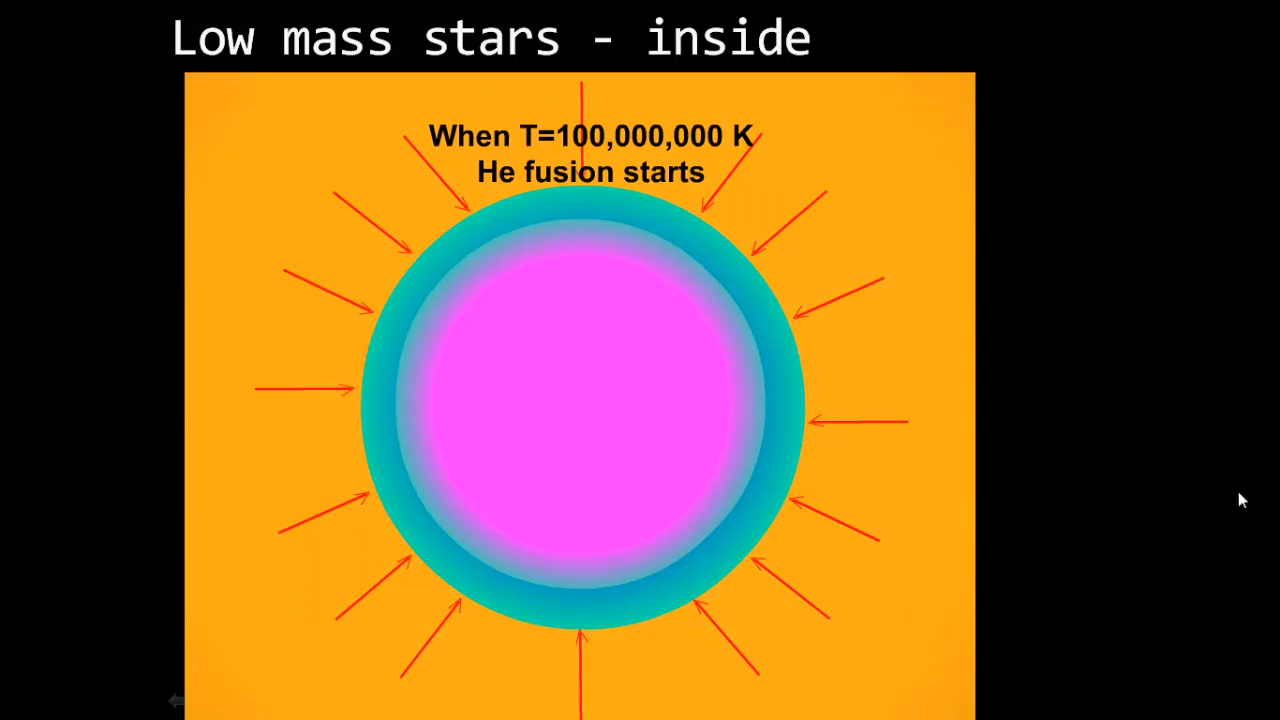 Low mass stars - inside
When T=100,000,000 K
He fusion starts